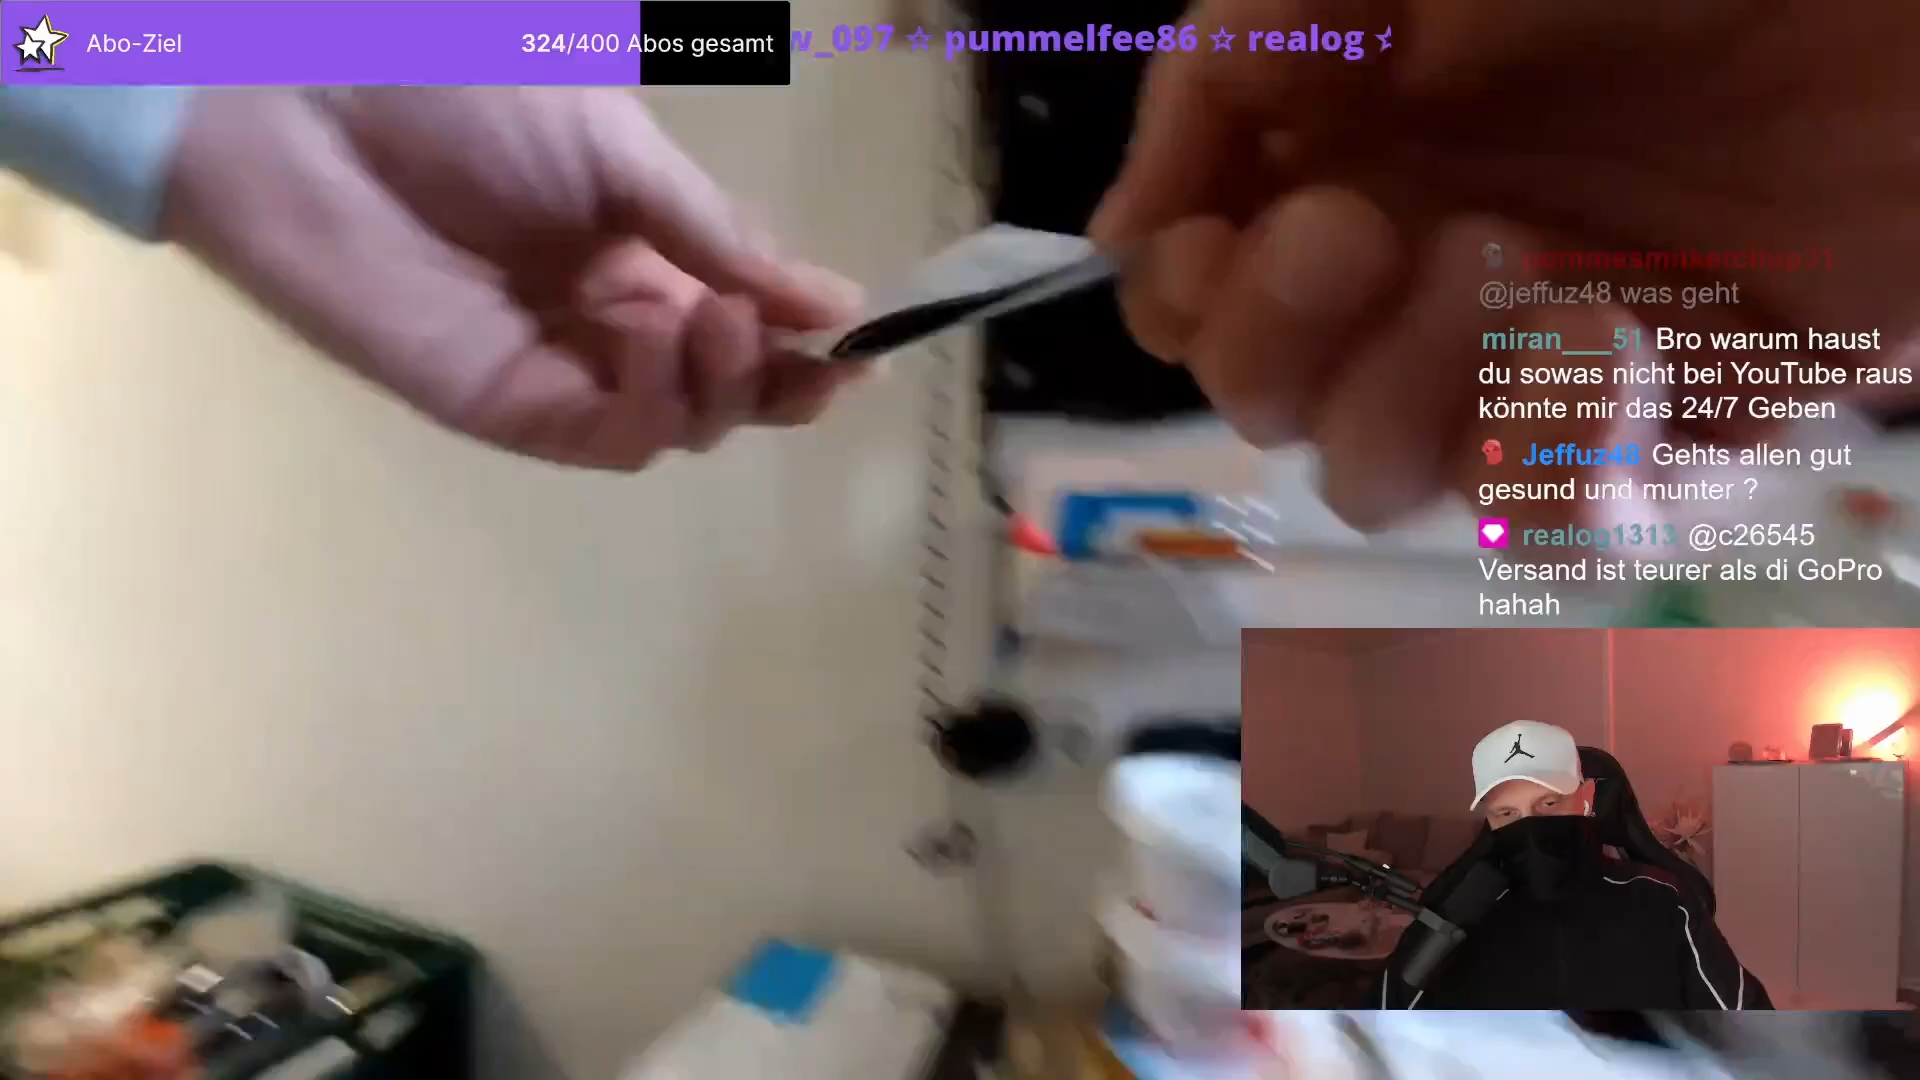 Abo-Ziel
324/400 Abos gesamt
w_097 ☆ pummelfee86 ☆ realog ☆
pommesmitketchup21
@jeffuz48 was geht
miran___51 Bro warum haust
du sowas nicht bei YouTube raus
könnte mir das 24/7 Geben
Jeffuz48 Gehts allen gut
gesund und munter ?
realog1313 @c26545
Versand ist teurer als di GoPro
hahah